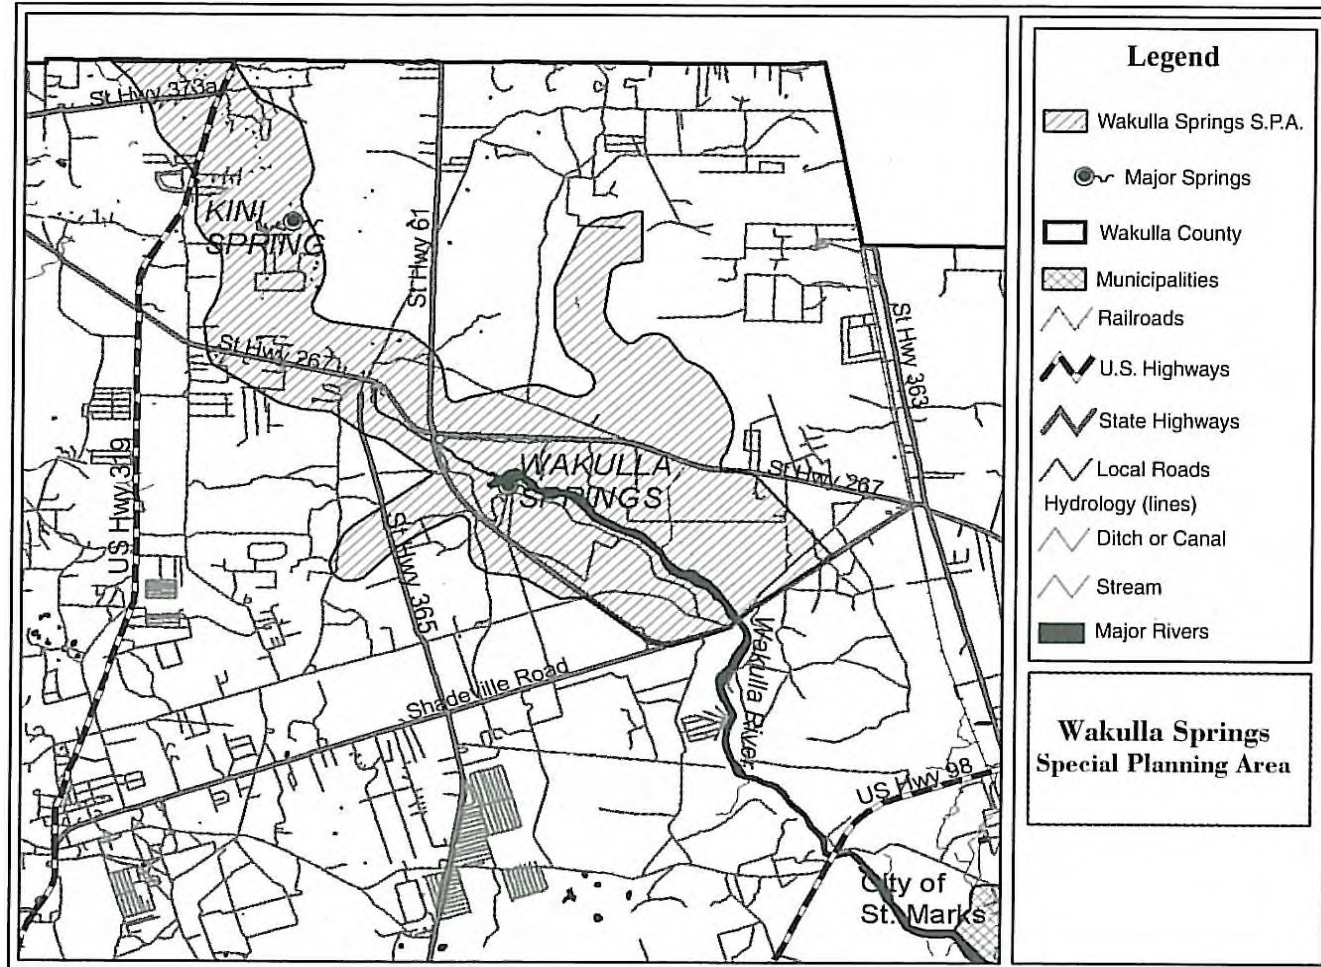 St Hwy 373a
KINI
SPRING
St Hwy 61
St Hwy 267
US Hwy 319
St Hwy 363
WAKULLA
SPRINGS
St Hwy 267
St Hwy 365
Shadeville Road
Wakulla River
US Hwy 98
City of
St. Marks
Legend
Wakulla Springs S.P.A.
Major Springs
Wakulla County
Municipalities
Railroads
U.S. Highways
State Highways
Local Roads
Hydrology (lines)
Ditch or Canal
Stream
Major Rivers
Wakulla Springs
Special Planning Area